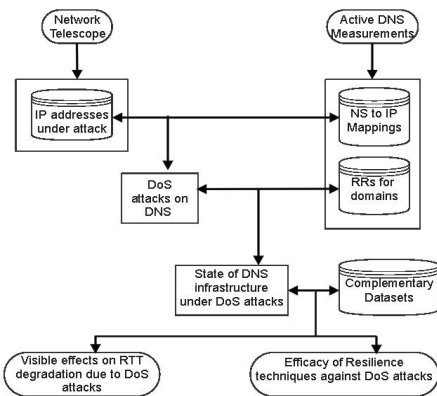 Network
Telescope
Active DNS
Measurements
IP addresses
under attack
NS to IP
Mappings
DoS
attacks on
DNS
RRs for
domains
State of DNS
infrastructure
under DoS attacks
Complementary
Datasets
Visible effects on RTT
degradation due to DoS
attacks
Efficacy of Resilience
techniques against DoS attacks